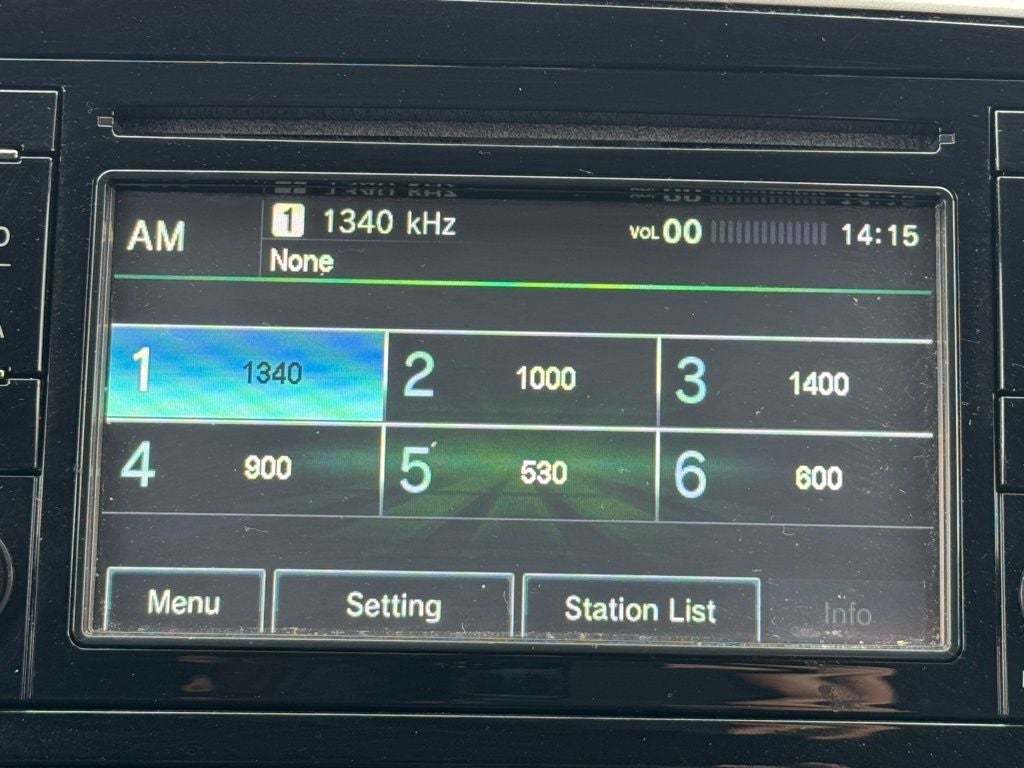 AM 1 1340 kHz VOL 00 14:15
None
1 1340 2 1000 3 1400
4 900 5 530 6 600
Menu Setting Station List Info